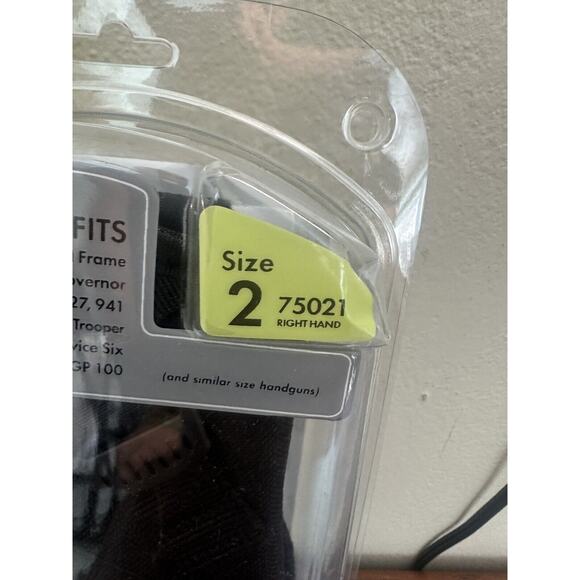 FITS
Frame
overnor
27, 941
Trooper
vice Six
GP 100
(and similar size handguns)
Size
2 75021
RIGHT HAND